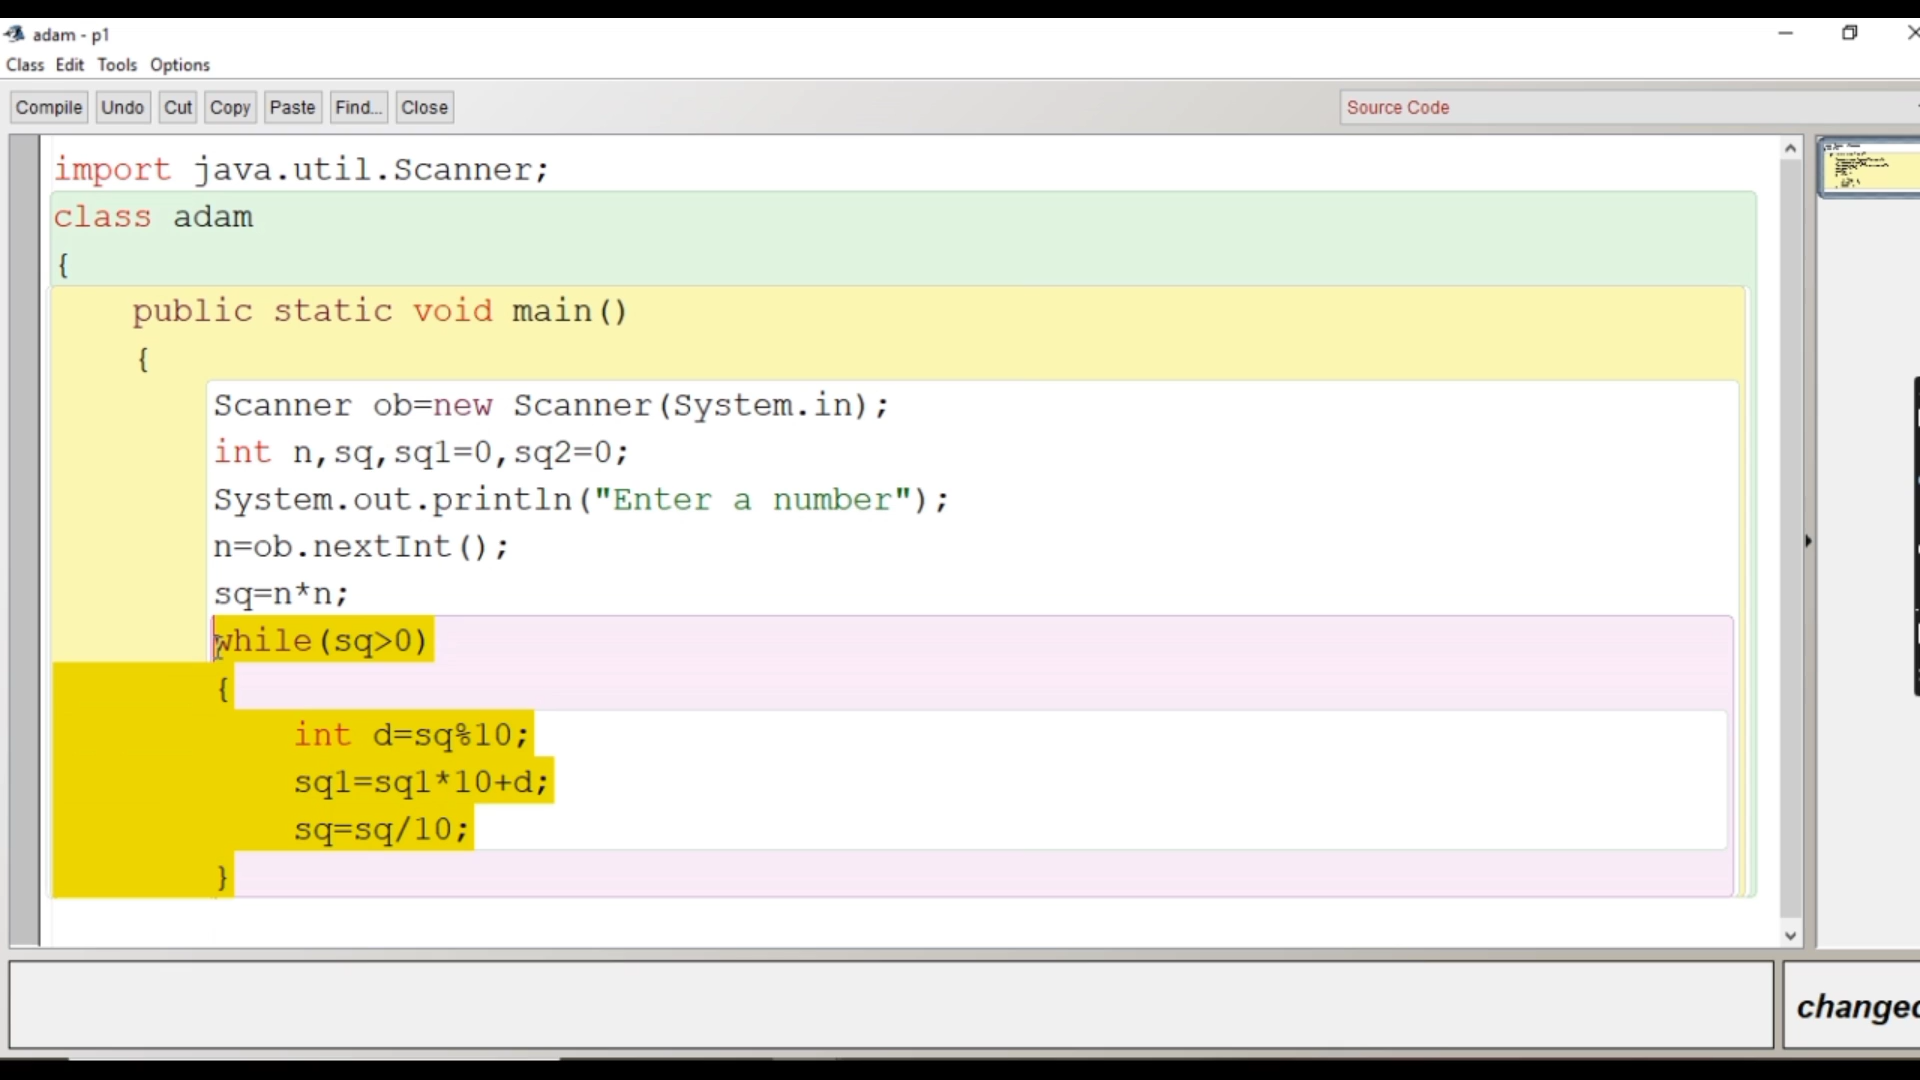 adam - p1
Class Edit Tools Options
Compile Undo Cut Copy Paste Find... Close Source Code
import java.util.Scanner;
class adam
{
public static void main()
{
Scanner ob=new Scanner(System.in);
int n,sq,sq1=0,sq2=0;
System.out.println("Enter a number");
n=ob.nextInt();
sq=n*n;
while(sq>0)
{
int d=sq%10;
sq1=sq1*10+d;
sq=sq/10;
}
changed